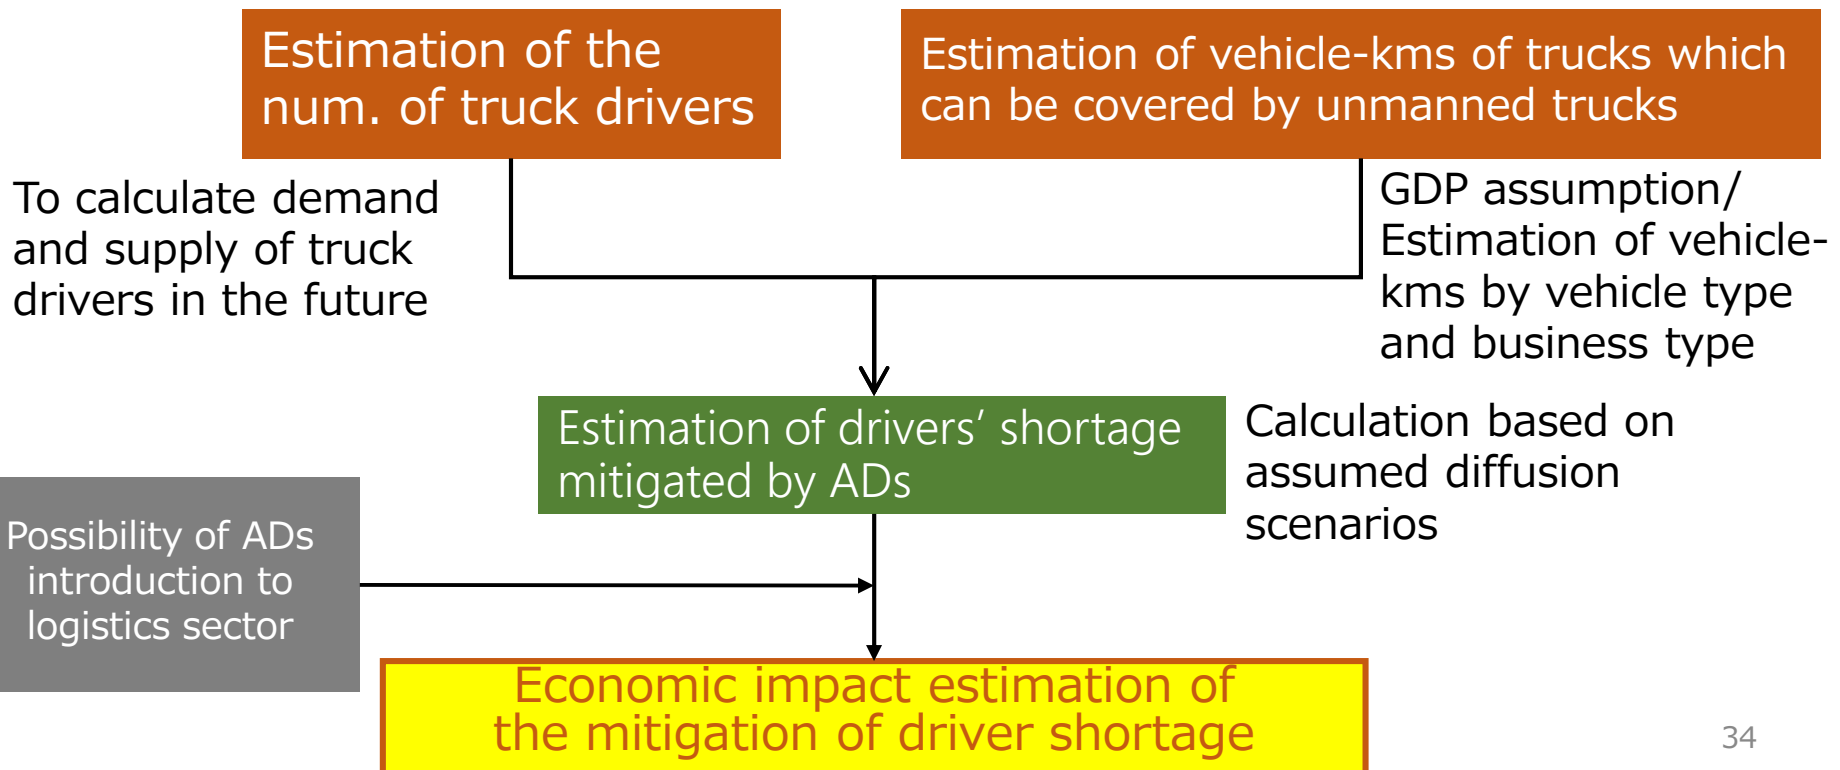 Estimation of the
num. of truck drivers
Estimation of vehicle-kms of trucks which
can be covered by unmanned trucks
To calculate demand
and supply of truck
drivers in the future
GDP assumption/
Estimation of vehicle-
kms by vehicle type
and business type
Estimation of drivers’ shortage
mitigated by ADs
Calculation based on
assumed diffusion
scenarios
Possibility of ADs
introduction to
logistics sector
Economic impact estimation of
the mitigation of driver shortage
34